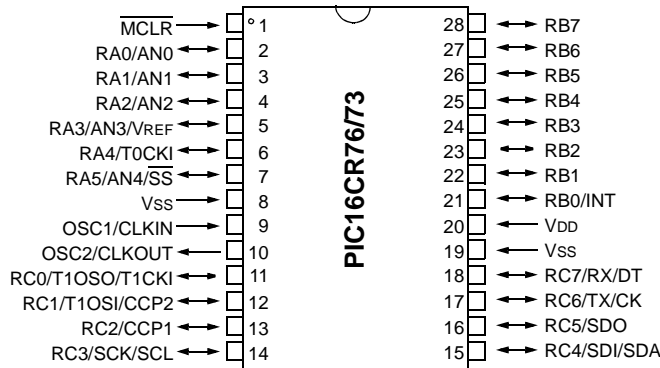 MCLR 1 28 RB7
RA0/AN0 2 27 RB6
RA1/AN1 3 26 RB5
RA2/AN2 4 25 RB4
RA3/AN3/VREF 5 24 RB3
RA4/T0CKI 6 23 RB2
RA5/AN4/SS 7 22 RB1
VSS 8 21 RB0/INT
OSC1/CLKIN 9 20 VDD
OSC2/CLKOUT 10 19 VSS
RC0/T1OSO/T1CKI 11 18 RC7/RX/DT
RC1/T1OSI/CCP2 12 17 RC6/TX/CK
RC2/CCP1 13 16 RC5/SDO
RC3/SCK/SCL 14 15 RC4/SDI/SDA
PIC16CR76/73